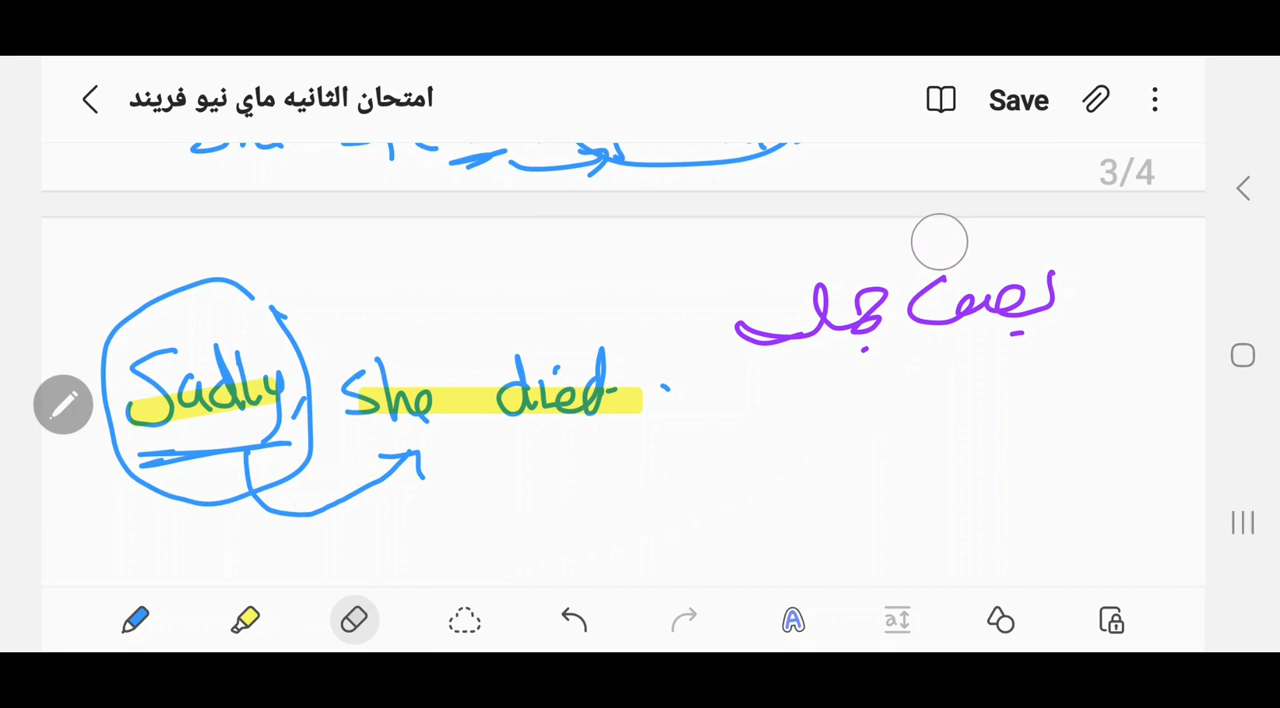 امتحان الثانيه ماي نيو فريند
Save
3/4
يصف جمله
Sadly, she died.